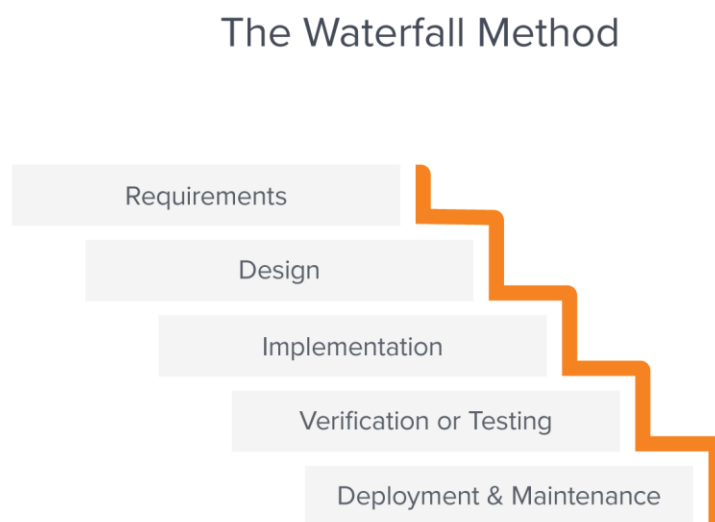 The Waterfall Method
Requirements
Design
Implementation
Verification or Testing
Deployment & Maintenance